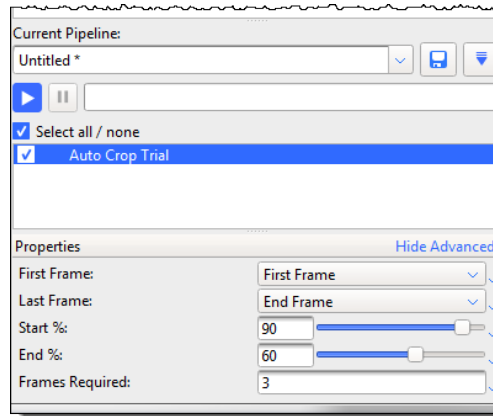 Current Pipeline:
Untitled *
Select all / none
Auto Crop Trial
Properties Hide Advanced
First Frame: First Frame
Last Frame: End Frame
Start %: 90
End %: 60
Frames Required: 3